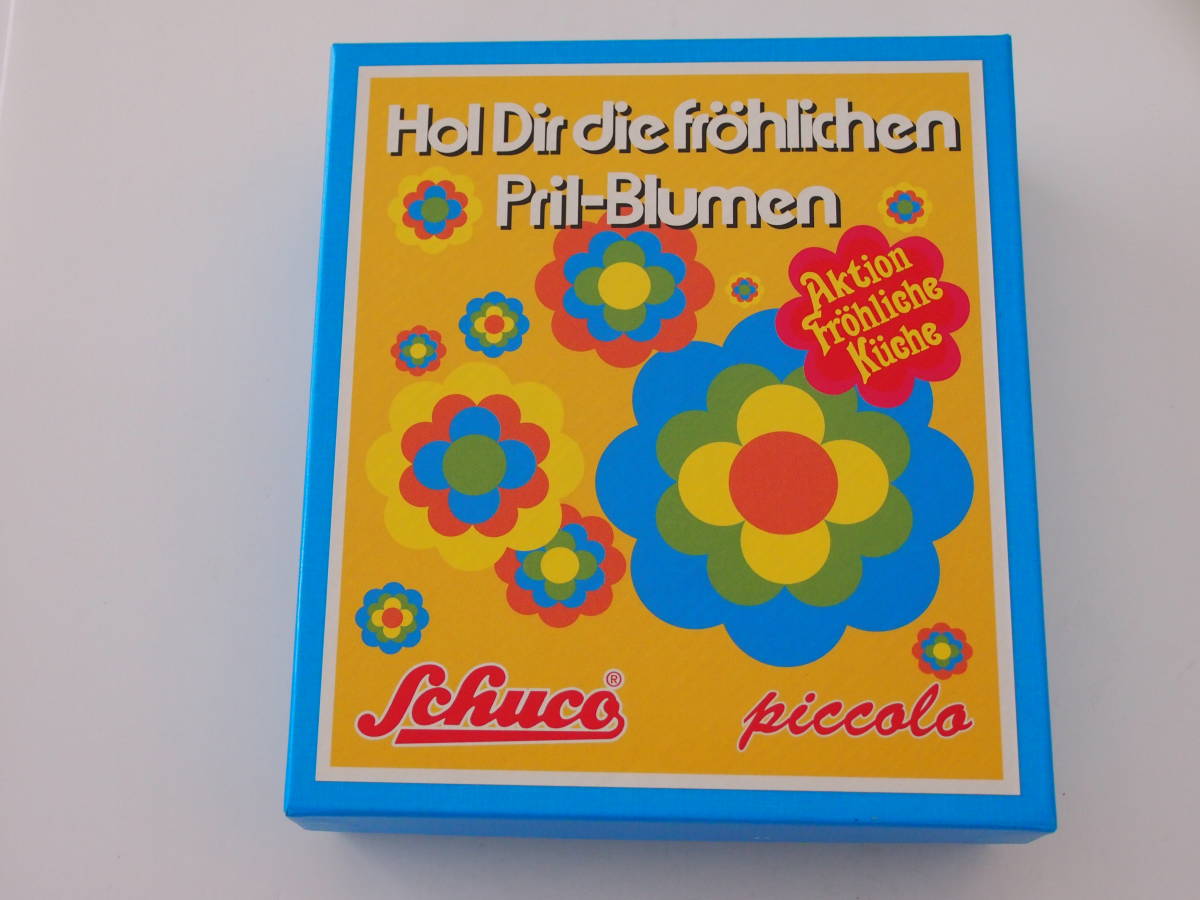 Hol Dir die fröhlichen
Pril-Blumen
Aktion
Fröhliche
Küche
Schuco®
piccolo